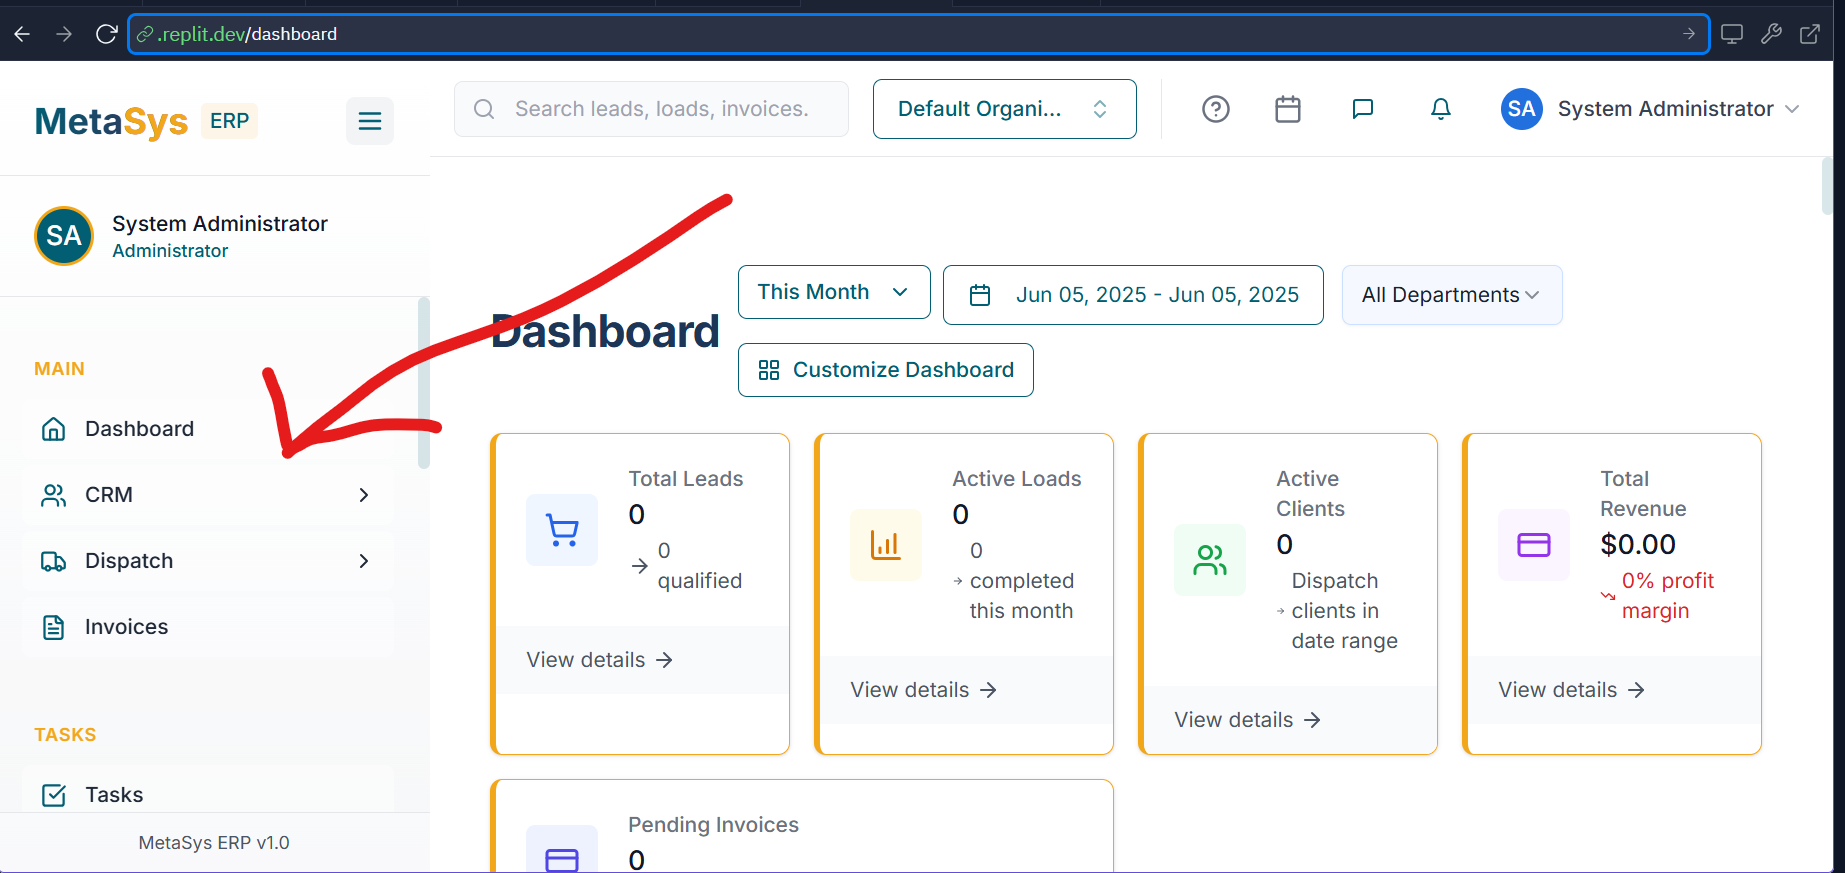 .replit.dev/dashboard
MetaSys ERP
Search leads, loads, invoices.
Default Organi...
SA System Administrator
SA
System Administrator
Administrator
MAIN
Dashboard
CRM
Dispatch
Invoices
TASKS
Tasks
MetaSys ERP v1.0
Dashboard
This Month
Jun 05, 2025 - Jun 05, 2025
All Departments
Customize Dashboard
Total Leads
0
0
qualified
View details
Active Loads
0
0
completed
this month
View details
Active
Clients
0
Dispatch
clients in
date range
View details
Total
Revenue
$0.00
0% profit
margin
View details
Pending Invoices
0